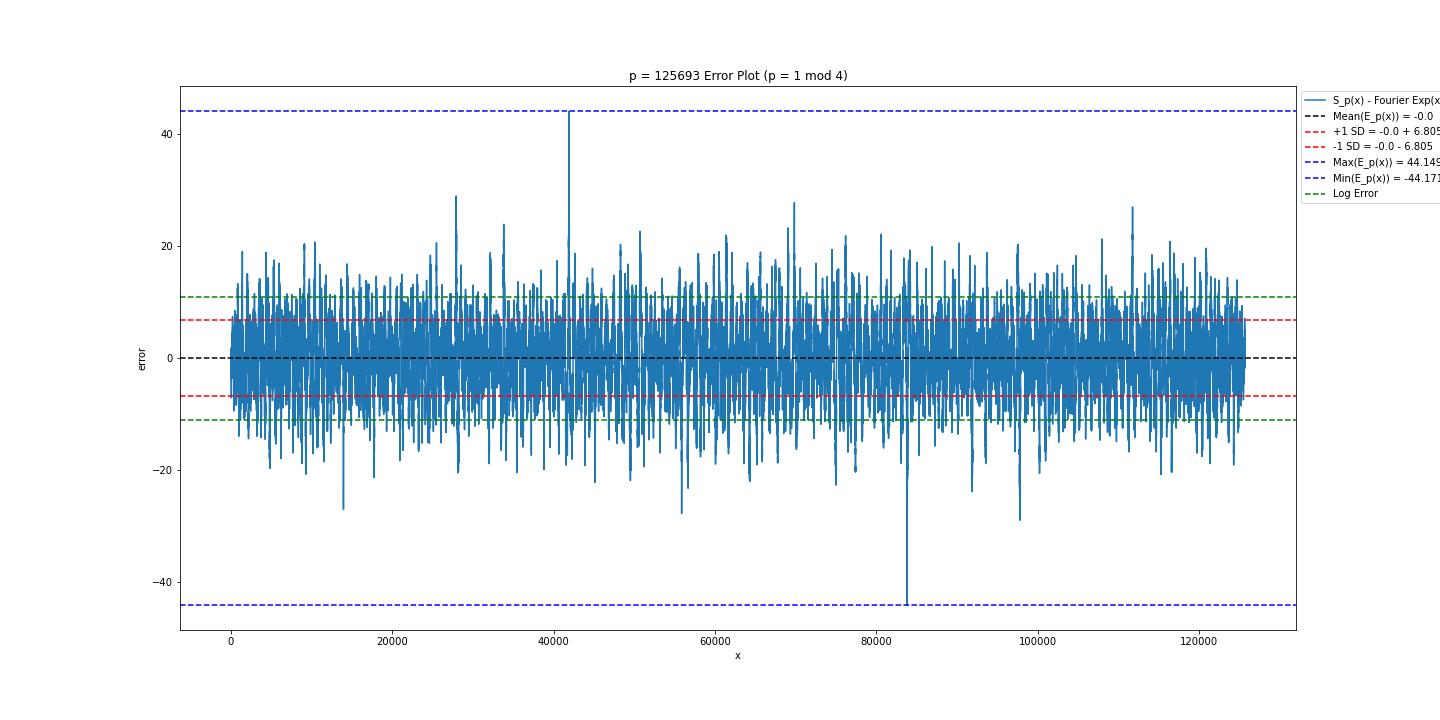 p = 125693 Error Plot (p = 1 mod 4)
S_p(x) - Fourier Exp(x
Mean(E_p(x)) = -0.0
+1 SD = -0.0 + 6.805
-1 SD = -0.0 - 6.805
Max(E_p(x)) = 44.149
Min(E_p(x)) = -44.171
Log Error
error
40
20
0
−20
−40
0
20000
40000
60000
80000
100000
120000
x